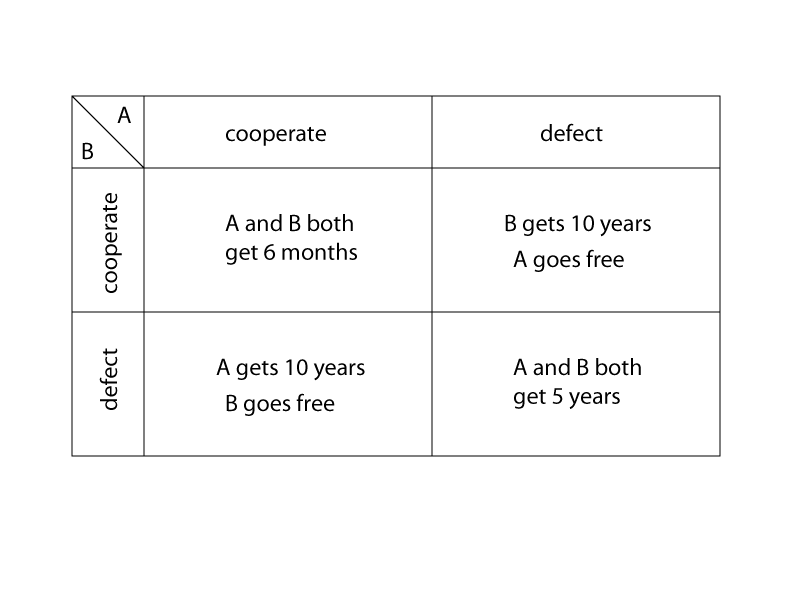 A
B
cooperate
defect
cooperate
A and B both
get 6 months
B gets 10 years
A goes free
defect
A gets 10 years
B goes free
A and B both
get 5 years